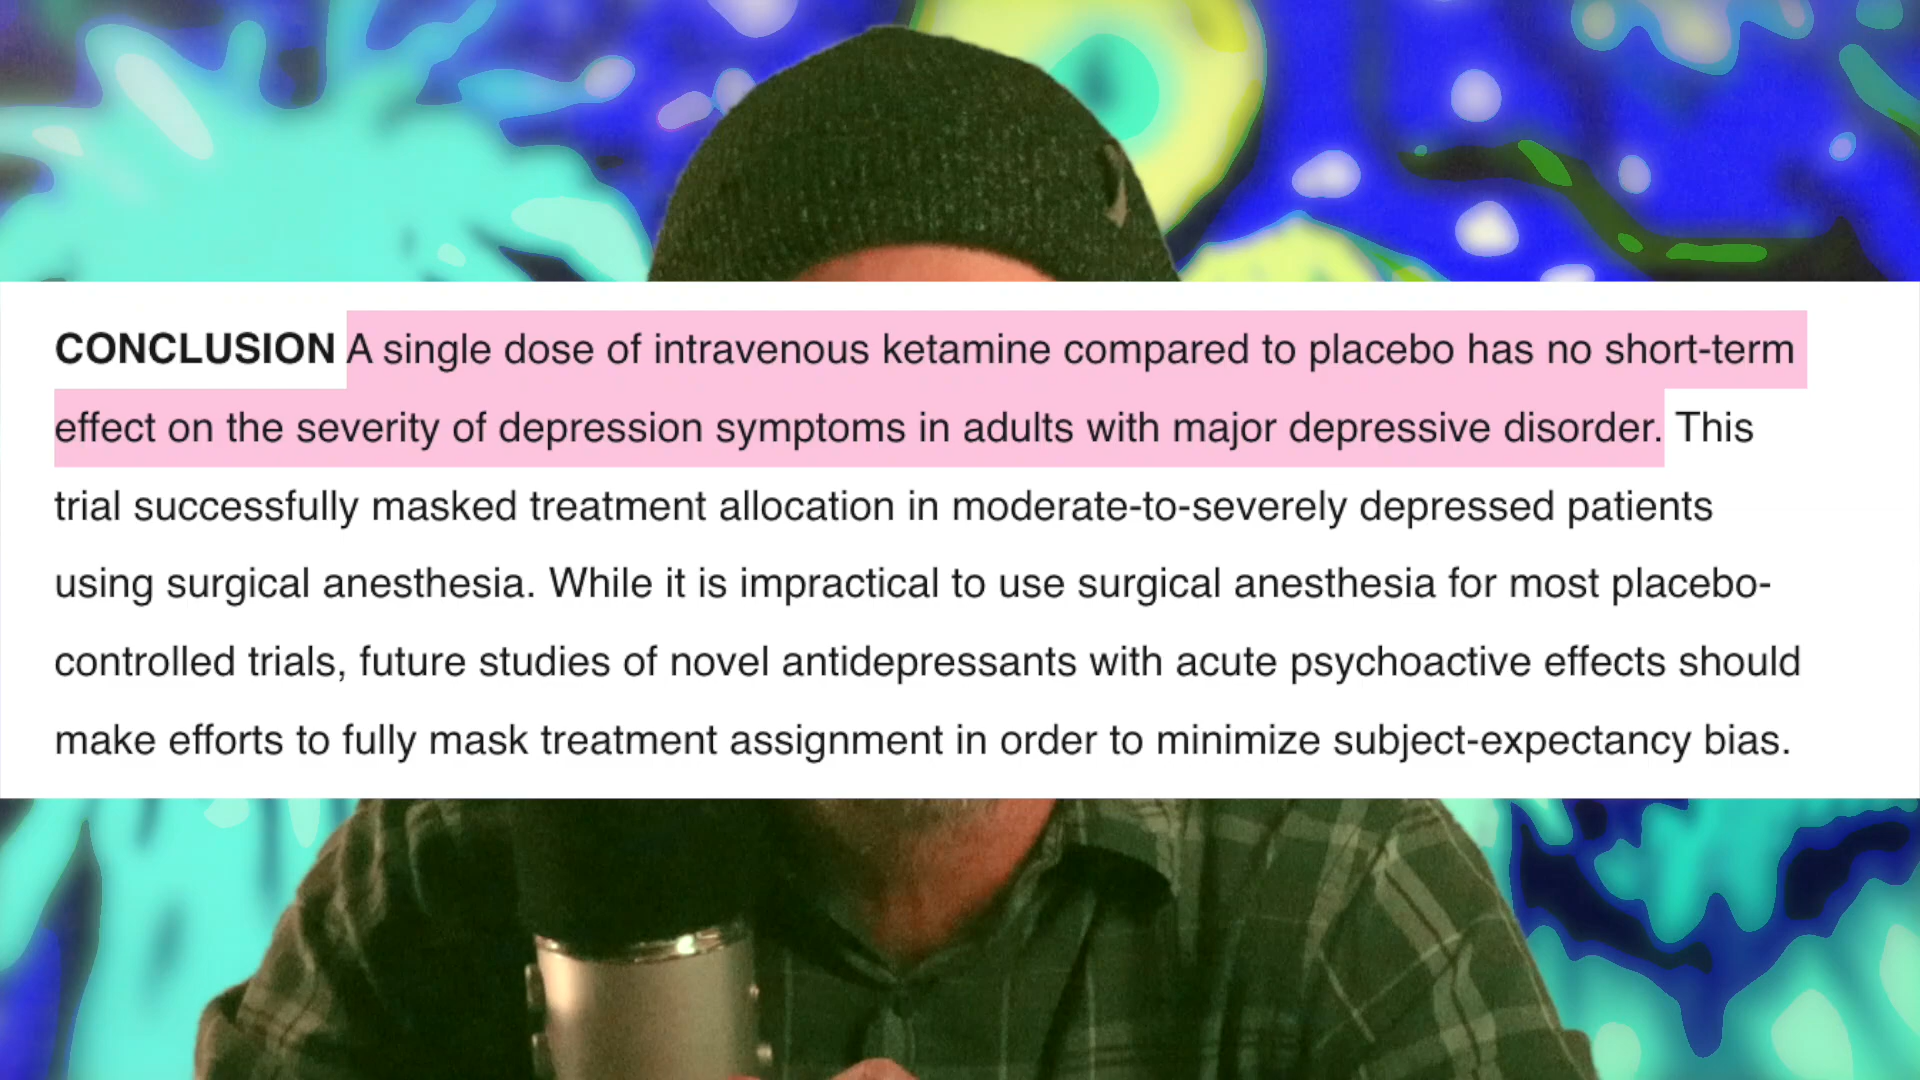 CONCLUSION A single dose of intravenous ketamine compared to placebo has no short-term
effect on the severity of depression symptoms in adults with major depressive disorder. This
trial successfully masked treatment allocation in moderate-to-severely depressed patients
using surgical anesthesia. While it is impractical to use surgical anesthesia for most placebo-
controlled trials, future studies of novel antidepressants with acute psychoactive effects should
make efforts to fully mask treatment assignment in order to minimize subject-expectancy bias.